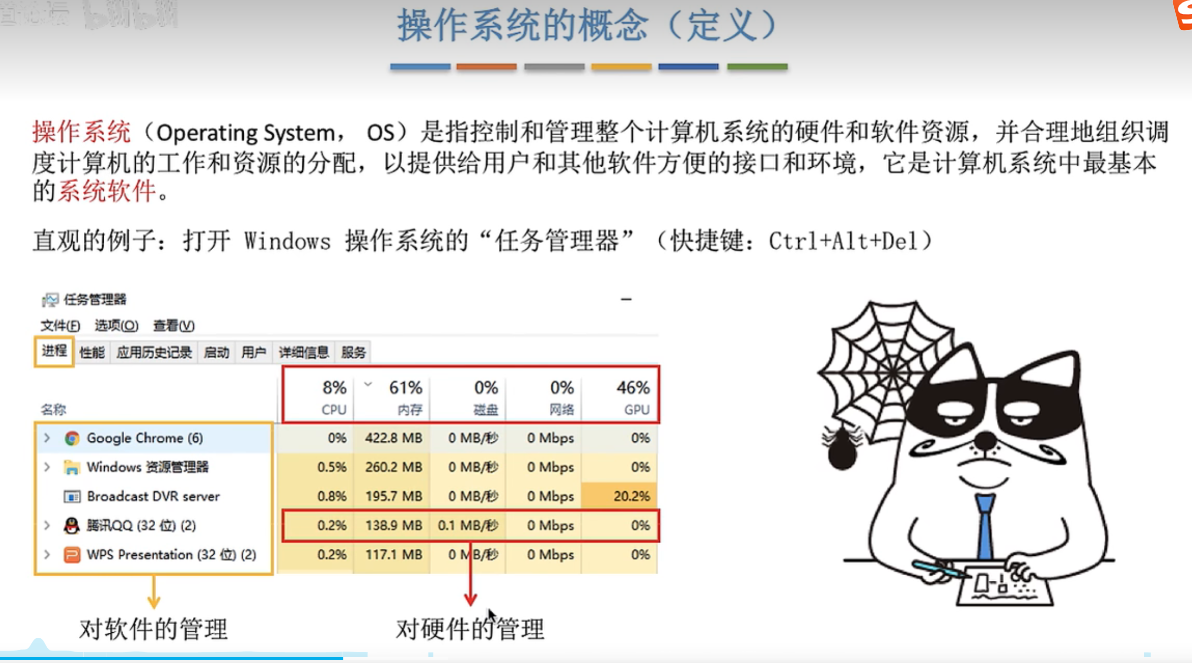 操作系统的概念（定义）
操作系统（Operating System， OS）是指控制和管理整个计算机系统的硬件和软件资源，并合理地组织调
度计算机的工作和资源的分配，以提供给用户和其他软件方便的接口和环境，它是计算机系统中最基本
的系统软件。
直观的例子：打开 Windows 操作系统的“任务管理器”（快捷键：Ctrl+Alt+Del）
任务管理器
文件(F) 选项(O) 查看(V)
进程 性能 应用历史记录 启动 用户 详细信息 服务
8% 61% 0% 0% 46%
名称 CPU 内存 磁盘 网络 GPU
Google Chrome (6) 0% 422.8 MB 0 MB/秒 0 Mbps 0%
Windows 资源管理器 0.5% 260.2 MB 0 MB/秒 0 Mbps 0%
Broadcast DVR server 0.8% 195.7 MB 0 MB/秒 0 Mbps 20.2%
腾讯QQ (32 位) (2) 0.2% 138.9 MB 0.1 MB/秒 0 Mbps 0%
WPS Presentation (32 位) (2) 0.2% 117.1 MB 0 MB/秒 0 Mbps 0%
对软件的管理 对硬件的管理